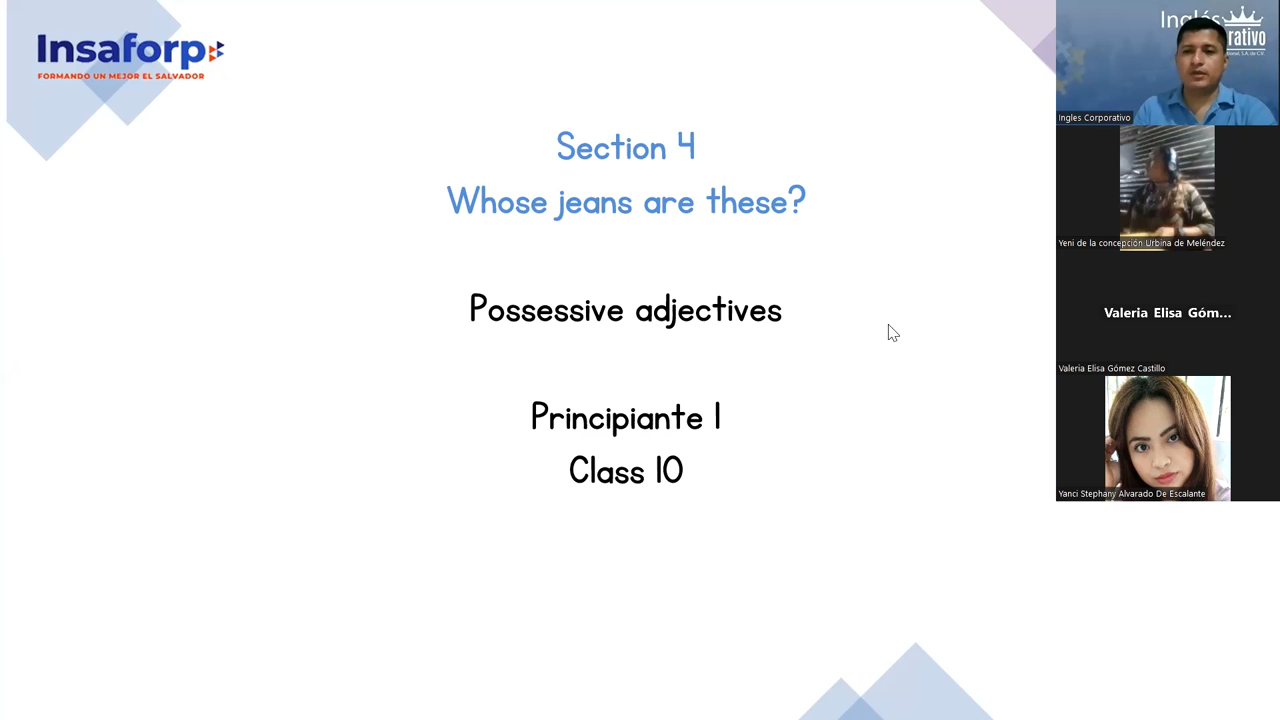 Insaforp
FORMANDO UN MEJOR EL SALVADOR
Section 4
Whose jeans are these?
Possessive adjectives
Principiante 1
Class 10
Inglés
rativo
Ingles Corporativo
Yeni de la concepción Urbina de Meléndez
Valeria Elisa Góm...
Valeria Elisa Gómez Castillo
Yanci Stephany Alvarado De Escalante